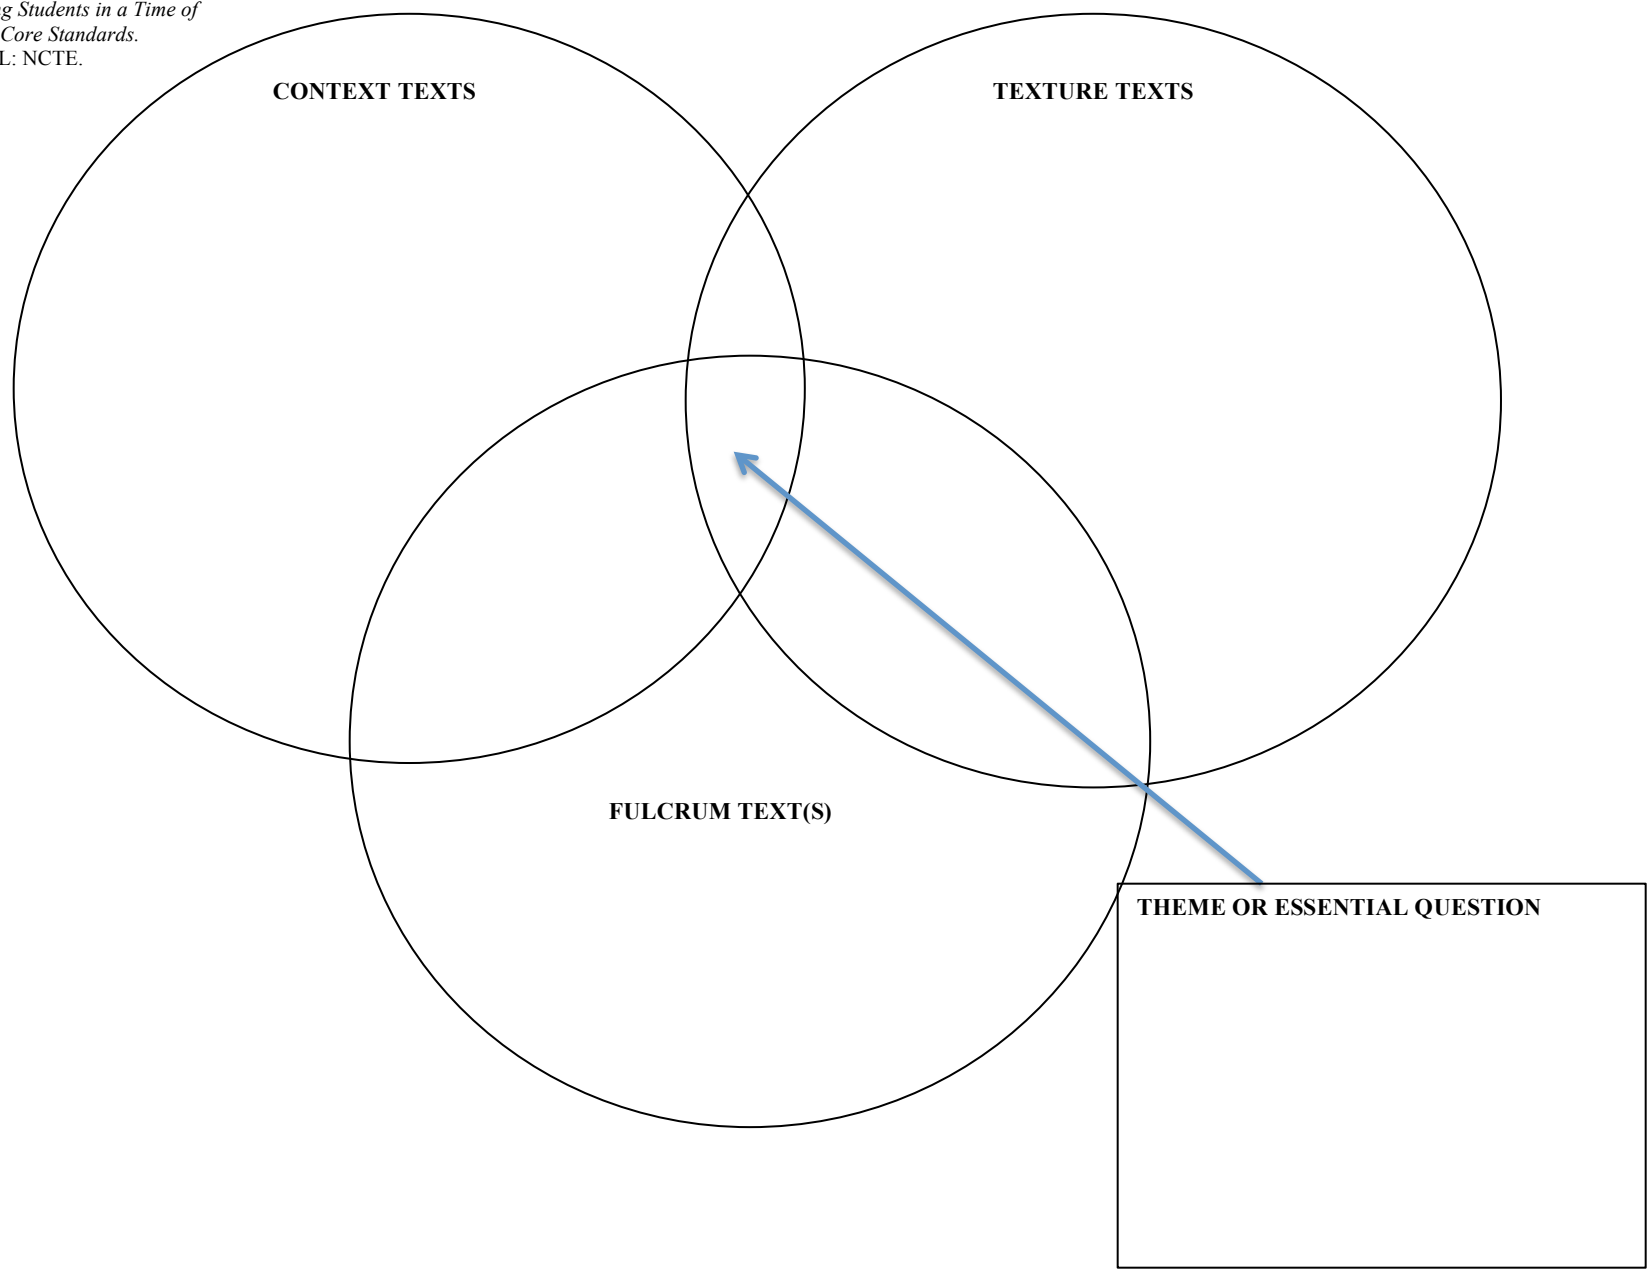 Students in a Time of
Core Standards.
NCTE.
CONTEXT TEXTS
TEXTURE TEXTS
FULCRUM TEXT(S)
THEME OR ESSENTIAL QUESTION